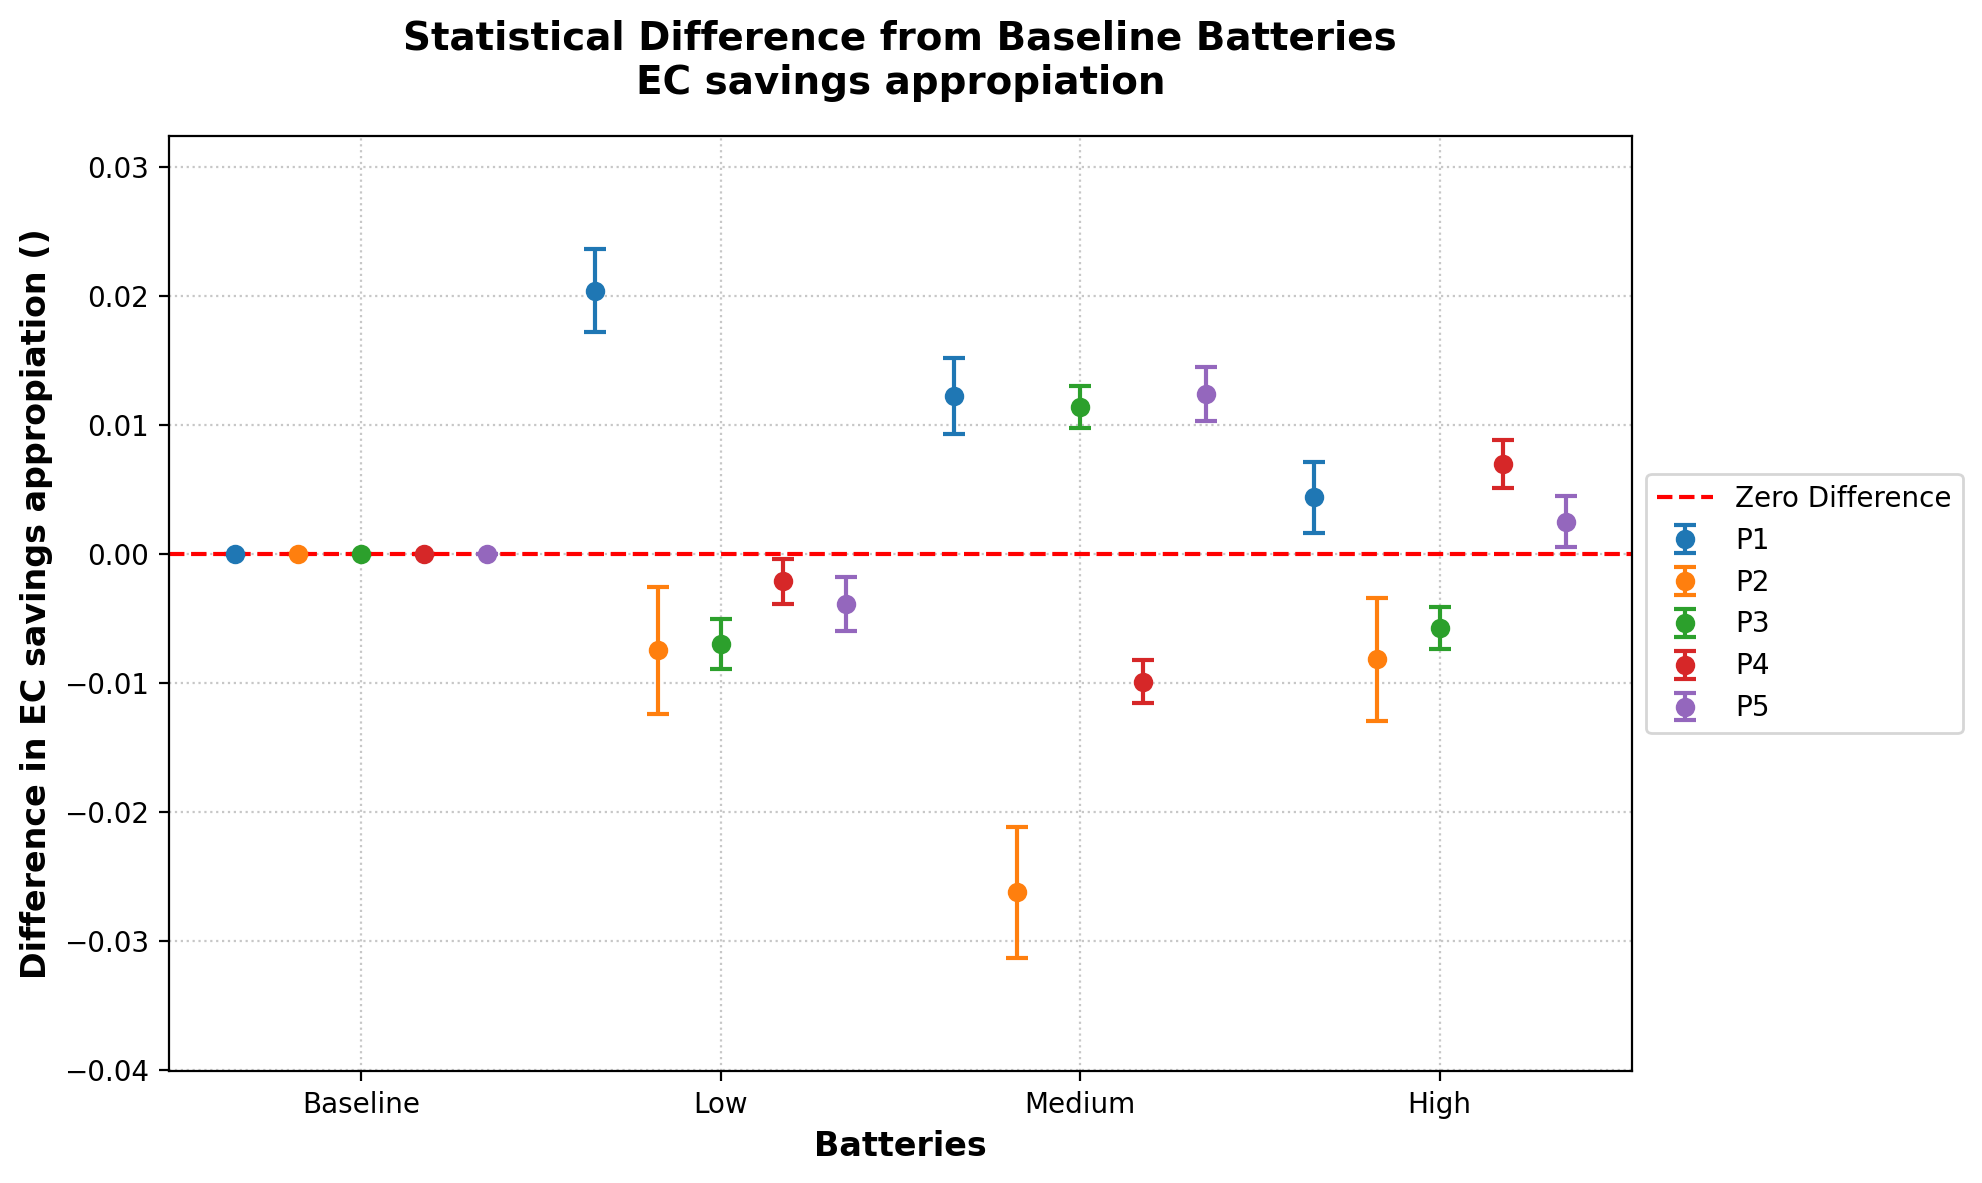 Statistical Difference from Baseline Batteries
EC savings appropiation
Difference in EC savings appropiation ()
0.03
0.02
0.01
0.00
−0.01
−0.02
−0.03
−0.04
Baseline
Low
Medium
High
Batteries
Zero Difference
P1
P2
P3
P4
P5